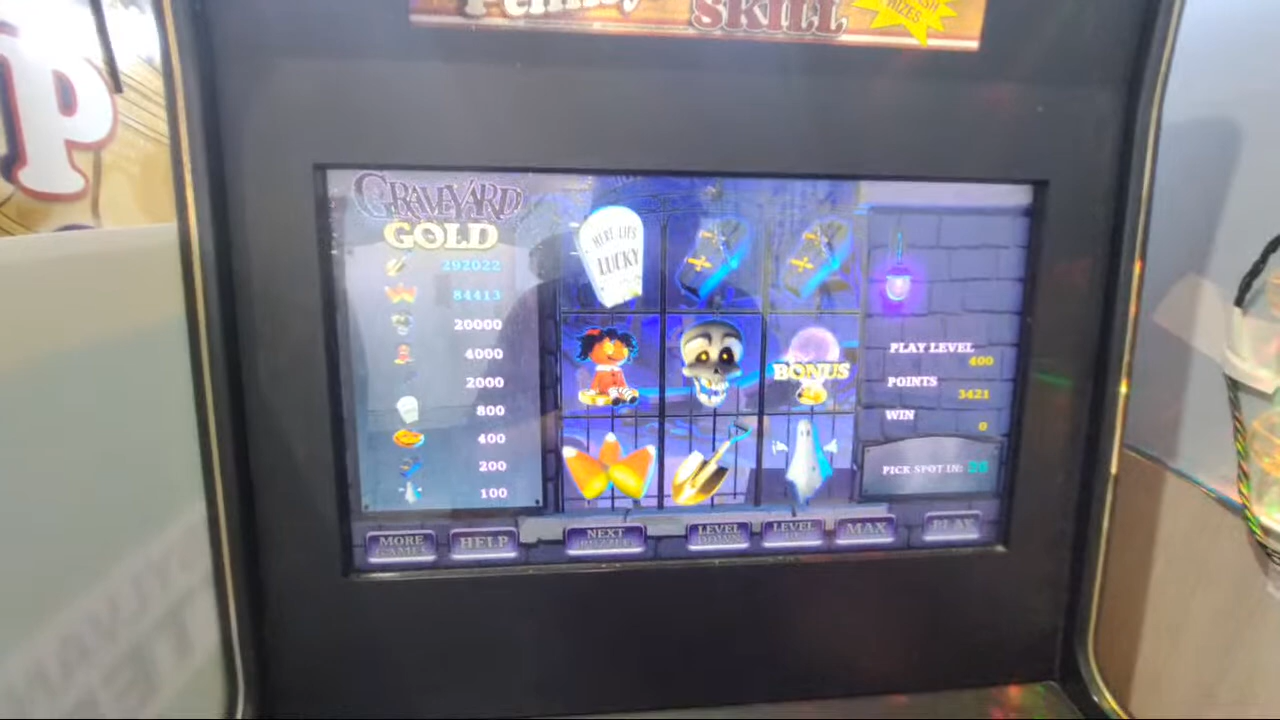 SKILL
GRAVEYARD
GOLD
292022
84413
20000
4000
2000
800
400
200
100
HERE LIES
LUCKY
BONUS
PLAY LEVEL
400
POINTS
3421
WIN
0
PICK SPOT IN:
MORE
GAMES
HELP
NEXT
PUZZLE
LEVEL
DOWN
LEVEL
UP
MAX
PLAY